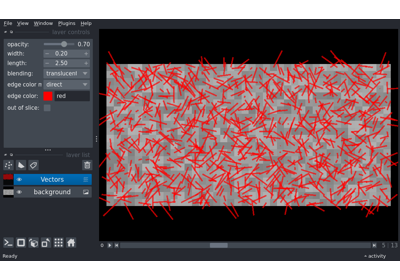 File View Window Plugins Help
layer controls
opacity: 0.70
width: 0.20
length: 2.50
blending: translucent
edge color m direct
edge color: red
out of slice:
layer list
Vectors
background
0
5 13
Ready
activity